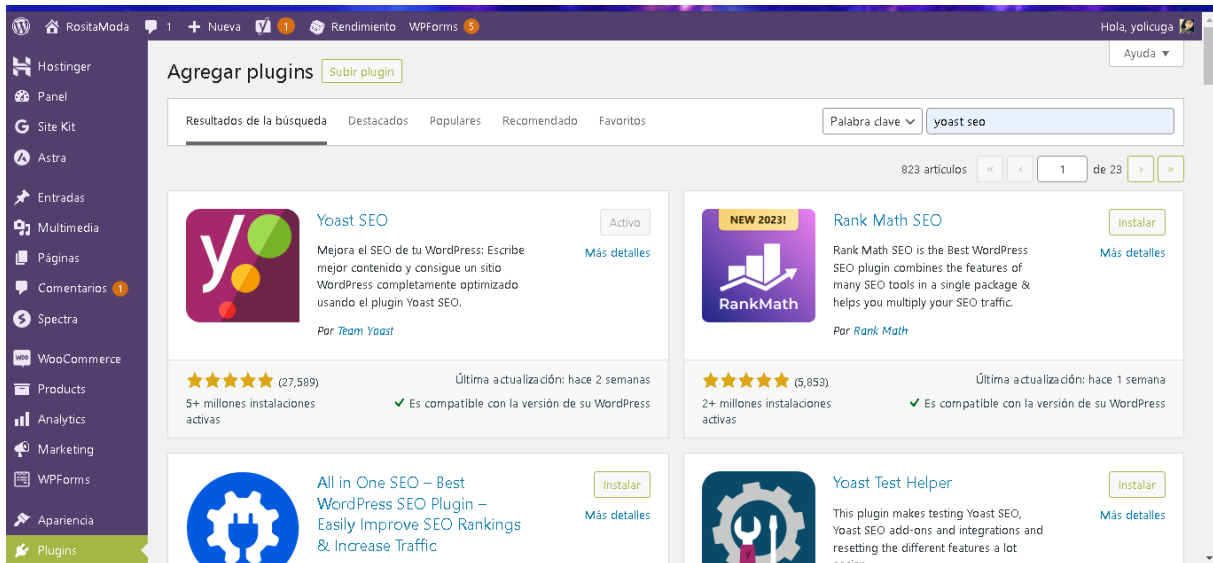 RositaModa 1 Nueva 1 Rendimiento WPForms 5 Hola, yolicuga
Ayuda
Hostinger
Panel
Site Kit
Astra
Entradas
Multimedia
Páginas
Comentarios 1
Spectra
WooCommerce
Products
Analytics
Marketing
WPForms
Apariencia
Plugins
Agregar plugins Subir plugin
Resultados de la búsqueda Destacados Populares Recomendado Favoritos Palabra clave yoast seo
823 artículos « ‹ 1 de 23 › »
Yoast SEO
Activo
Más detalles
Mejora el SEO de tu WordPress: Escribe
mejor contenido y consigue un sitio
WordPress completamente optimizado
usando el plugin Yoast SEO.
Por Team Yoast
(27,589)
Última actualización: hace 2 semanas
5+ millones instalaciones
activas
Es compatible con la versión de su WordPress
NEW 2023!
RankMath
Rank Math SEO
Instalar
Más detalles
Rank Math SEO is the Best WordPress
SEO plugin combines the features of
many SEO tools in a single package &
helps you multiply your SEO traffic.
Por Rank Math
(5,853)
Última actualización: hace 1 semana
2+ millones instalaciones
activas
Es compatible con la versión de su WordPress
All in One SEO – Best
WordPress SEO Plugin –
Easily Improve SEO Rankings
& Increase Traffic
Instalar
Más detalles
Yoast Test Helper
Instalar
Más detalles
This plugin makes testing Yoast SEO,
Yoast SEO add-ons and integrations and
resetting the different features a lot